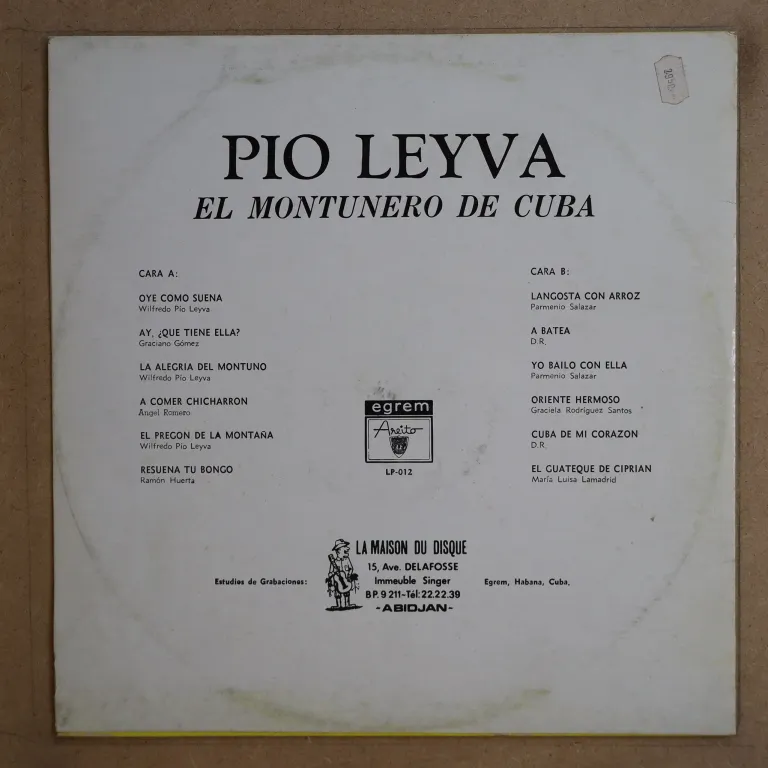 PIO LEYVA
EL MONTUNERO DE CUBA
CARA A:
OYE COMO SUENA
Wilfredo Pío Leyva
AY, ¿QUE TIENE ELLA?
Graciano Gómez
LA ALEGRIA DEL MONTUNO
Wilfredo Pío Leyva
A COMER CHICHARRON
Angel Romero
EL PREGON DE LA MONTAÑA
Wilfredo Pío Leyva
RESUENA TU BONGO
Ramón Huerta
CARA B:
LANGOSTA CON ARROZ
Parmenio Salazar
A BATEA
D.R.
YO BAILO CON ELLA
Parmenio Salazar
ORIENTE HERMOSO
Graciela Rodríguez Santos
CUBA DE MI CORAZON
D.R.
EL GUATEQUE DE CIPRIAN
María Luisa Lamadrid
egrem
Areito
LP-012
LA MAISON DU DISQUE
15, Ave. DELAFOSSE
Immeuble Singer
BP. 9 211-Tél: 22.22.39
-ABIDJAN-
Estudios de Grabaciones:
Egrem, Habana, Cuba.